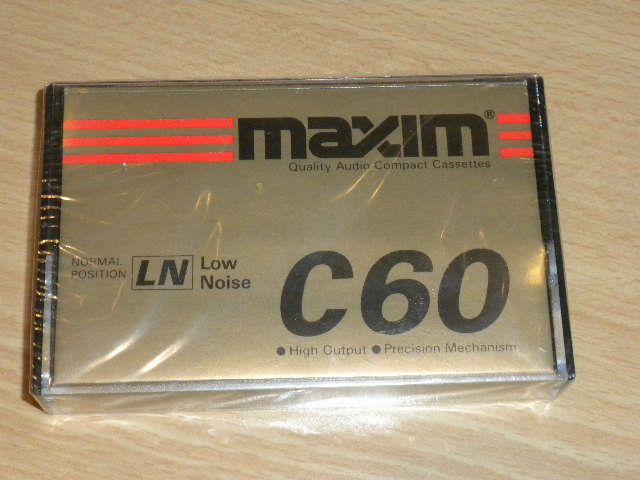 maxim®
Quality Audio Compact Cassettes
NORMAL
POSITION
LN
Low
Noise
C60
● High Output ● Precision Mechanism